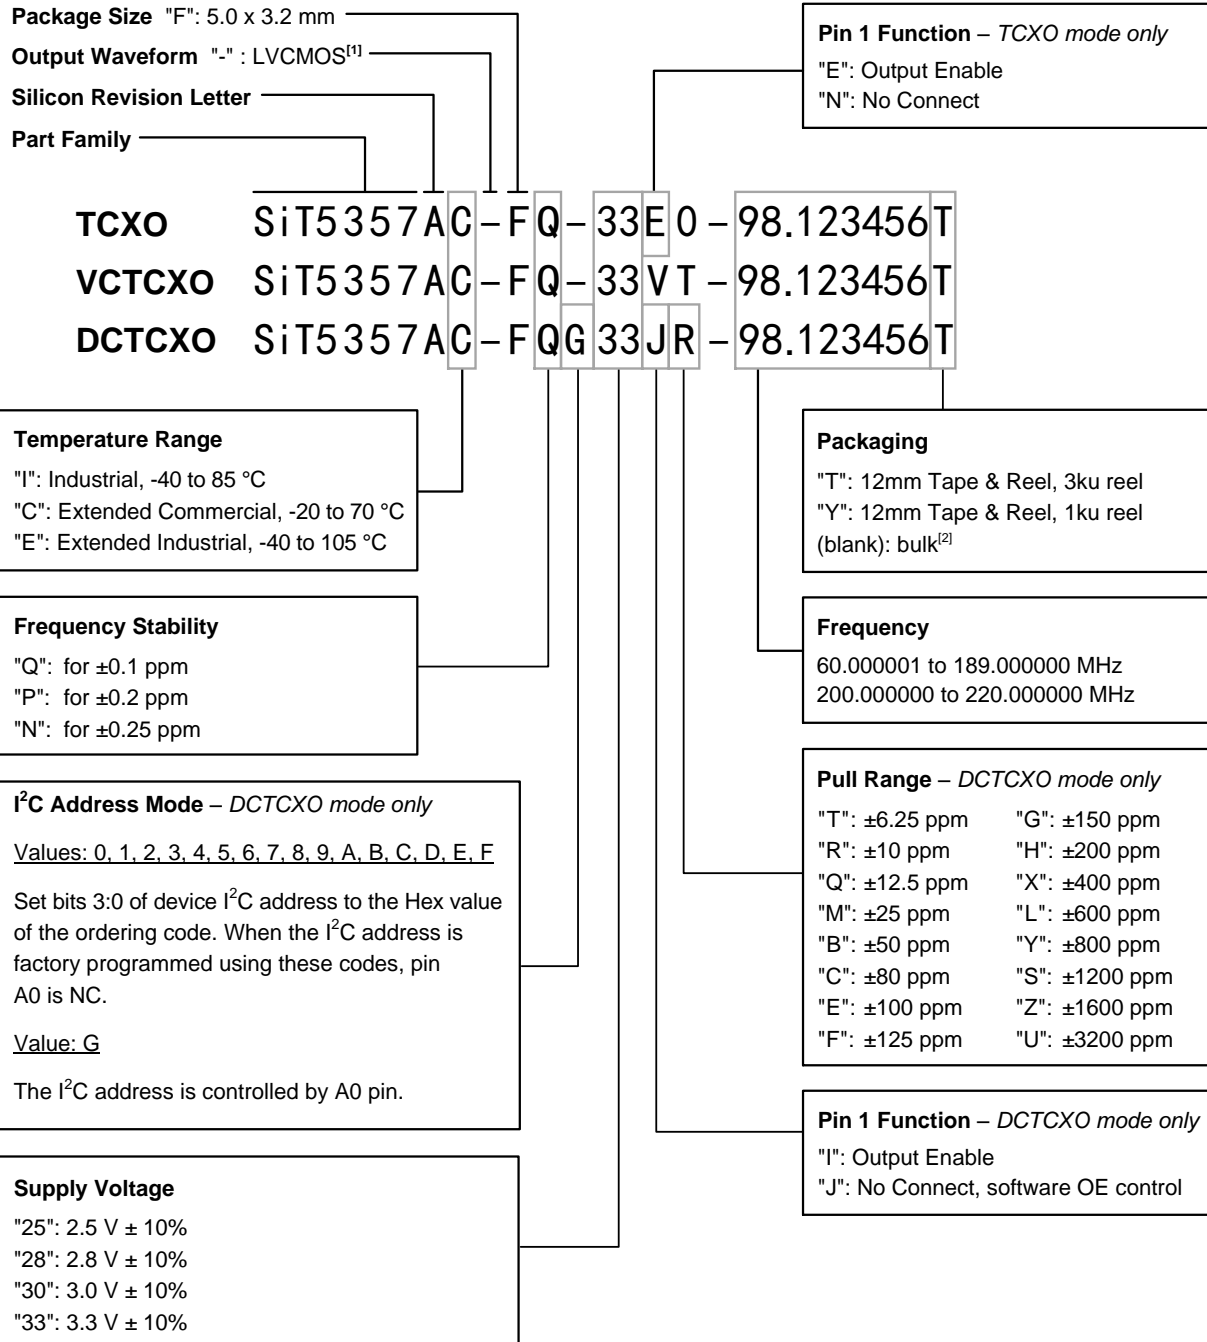 Package Size "F": 5.0 x 3.2 mm
Output Waveform "-" : LVCMOS[1]
Silicon Revision Letter
Part Family
Pin 1 Function – TCXO mode only
"E": Output Enable
"N": No Connect
TCXO SiT5357AC-FQ-33E0-98.123456T
VCTCXO SiT5357AC-FQ-33VT-98.123456T
DCTCXO SiT5357AC-FQG33JR-98.123456T
Temperature Range
"I": Industrial, -40 to 85 °C
"C": Extended Commercial, -20 to 70 °C
"E": Extended Industrial, -40 to 105 °C
Frequency Stability
"Q": for ±0.1 ppm
"P": for ±0.2 ppm
"N": for ±0.25 ppm
I2C Address Mode – DCTCXO mode only
Values: 0, 1, 2, 3, 4, 5, 6, 7, 8, 9, A, B, C, D, E, F
Set bits 3:0 of device I2C address to the Hex value
of the ordering code. When the I2C address is
factory programmed using these codes, pin
A0 is NC.
Value: G
The I2C address is controlled by A0 pin.
Supply Voltage
"25": 2.5 V ± 10%
"28": 2.8 V ± 10%
"30": 3.0 V ± 10%
"33": 3.3 V ± 10%
Packaging
"T": 12mm Tape & Reel, 3ku reel
"Y": 12mm Tape & Reel, 1ku reel
(blank): bulk[2]
Frequency
60.000001 to 189.000000 MHz
200.000000 to 220.000000 MHz
Pull Range – DCTCXO mode only
"T": ±6.25 ppm "G": ±150 ppm
"R": ±10 ppm "H": ±200 ppm
"Q": ±12.5 ppm "X": ±400 ppm
"M": ±25 ppm "L": ±600 ppm
"B": ±50 ppm "Y": ±800 ppm
"C": ±80 ppm "S": ±1200 ppm
"E": ±100 ppm "Z": ±1600 ppm
"F": ±125 ppm "U": ±3200 ppm
Pin 1 Function – DCTCXO mode only
"I": Output Enable
"J": No Connect, software OE control